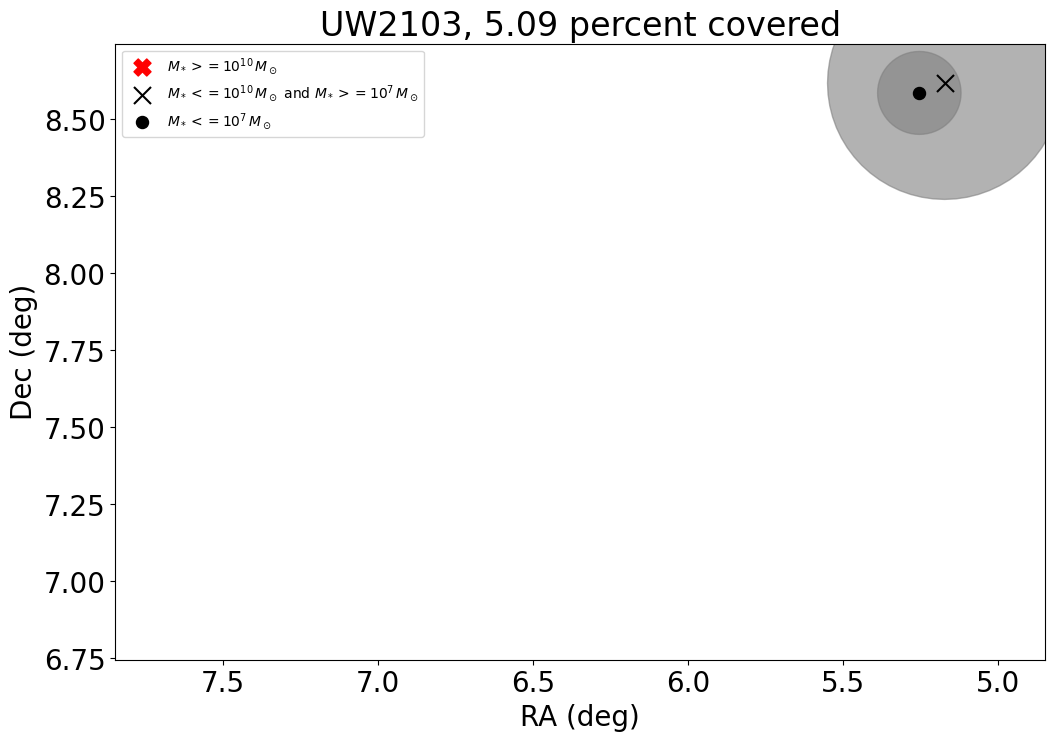 UW2103, 5.09 percent covered
M* >= 10^10 M⊙
M* <= 10^10 M⊙ and M* >= 10^7 M⊙
M* <= 10^7 M⊙
8.50
8.25
8.00
7.75
7.50
7.25
7.00
6.75
Dec (deg)
7.5 7.0 6.5 6.0 5.5 5.0
RA (deg)